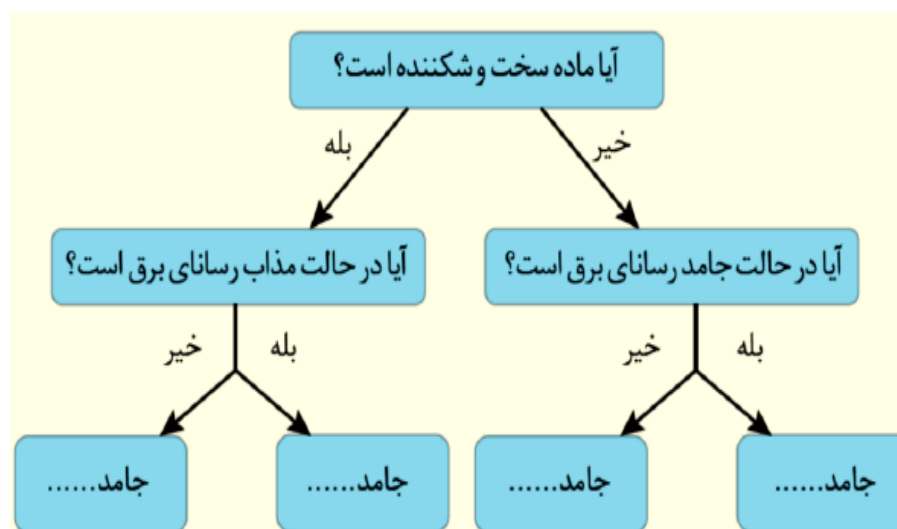 آیا ماده سخت و شکننده است؟
خیر
بله
آیا در حالت جامد رسانای برق است؟
آیا در حالت مذاب رسانای برق است؟
بله
خیر
بله
خیر
جامد......
جامد......
جامد......
جامد......